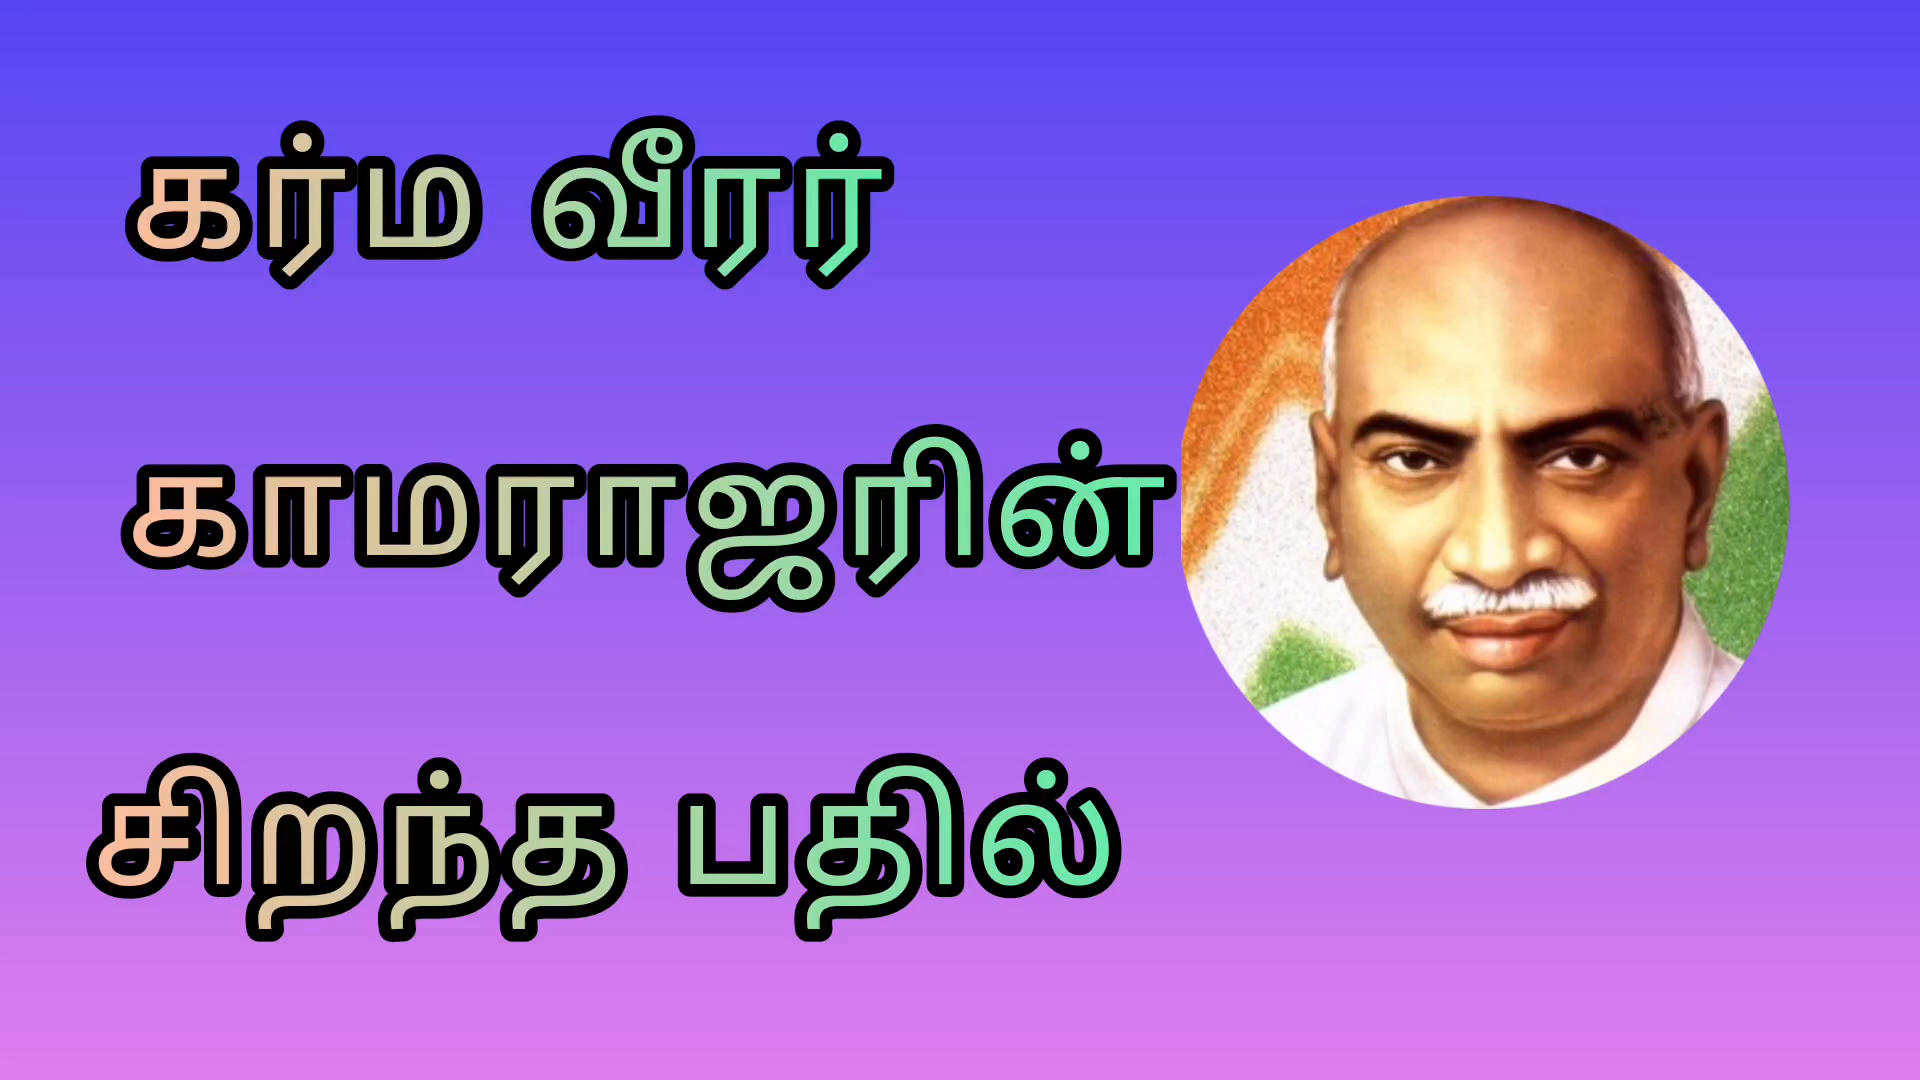 கர்ம வீரர்
காமராஜரின்
சிறந்த பதில்